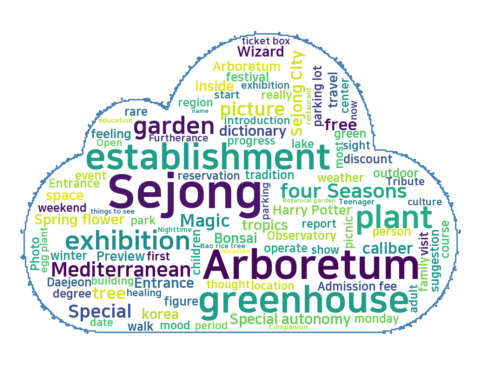 ticket box
Wizard
Arboretum
festival
Sejong City
parking lot
travel
restaurant
inside
exhibition
start
really
center
now
rare
region
name
picture
introduction
free
education
garden
dictionary
green
feeling
Furtherance
progress
lake
most
sight
Open
establishment
discount
event
reservation
tradition
weather
outdoor
Entrance
Sejong
parking
four Seasons
Tribute
space
Botanical garden
Teenager
culture
weekend
things to see
Magic
Harry Potter
plant
Spring flower
park
Nighttime
tropics
report
picnic
person
visit
course
Photo
egg plant
exhibition
children
Bonsai
Observatory
caliber
suggestion
winter
Preview
first
Bao rice tree
operate
show
family
Mediterranean
Arboretum
Daejeon
building
Entrance
thought
location
Admission fee
adult
degree
tree
healing
figure
greenhouse
Special
korea
Special autonomy
monday
date
walk
mood
period
Companion